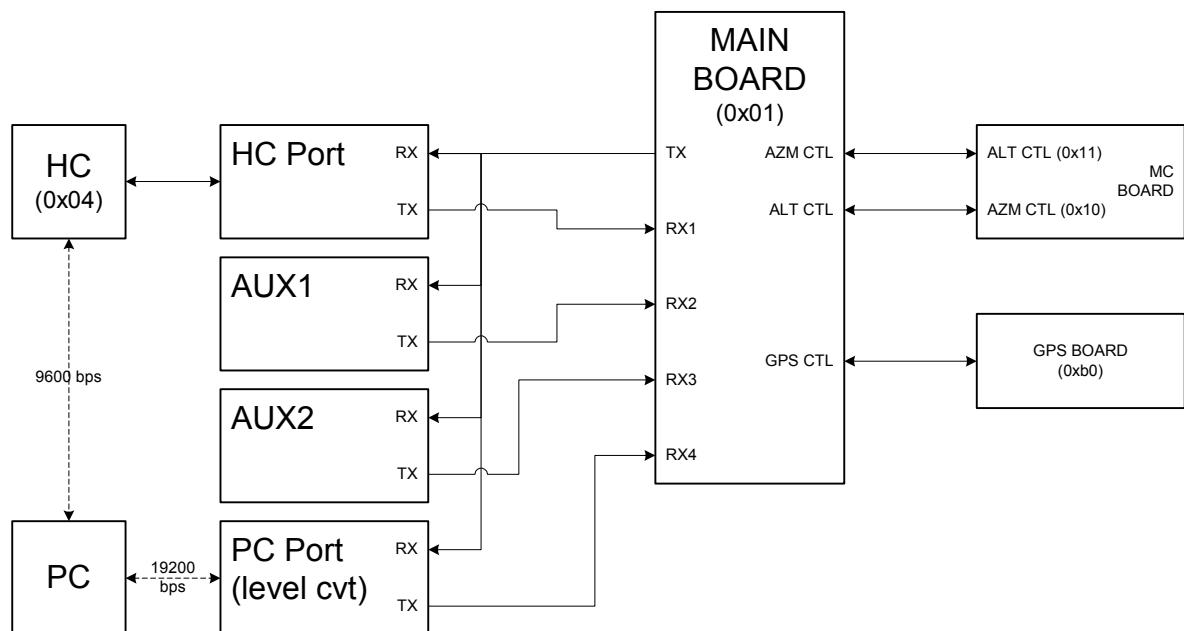 MAIN
BOARD
(0x01)
TX
RX1
RX2
RX3
RX4
AZM CTL
ALT CTL
GPS CTL
HC
(0x04)
HC Port
RX
TX
AUX1
RX
TX
AUX2
RX
TX
PC Port
(level cvt)
RX
TX
PC
9600 bps
19200
bps
ALT CTL (0x11)
AZM CTL (0x10)
MC
BOARD
GPS BOARD
(0xb0)